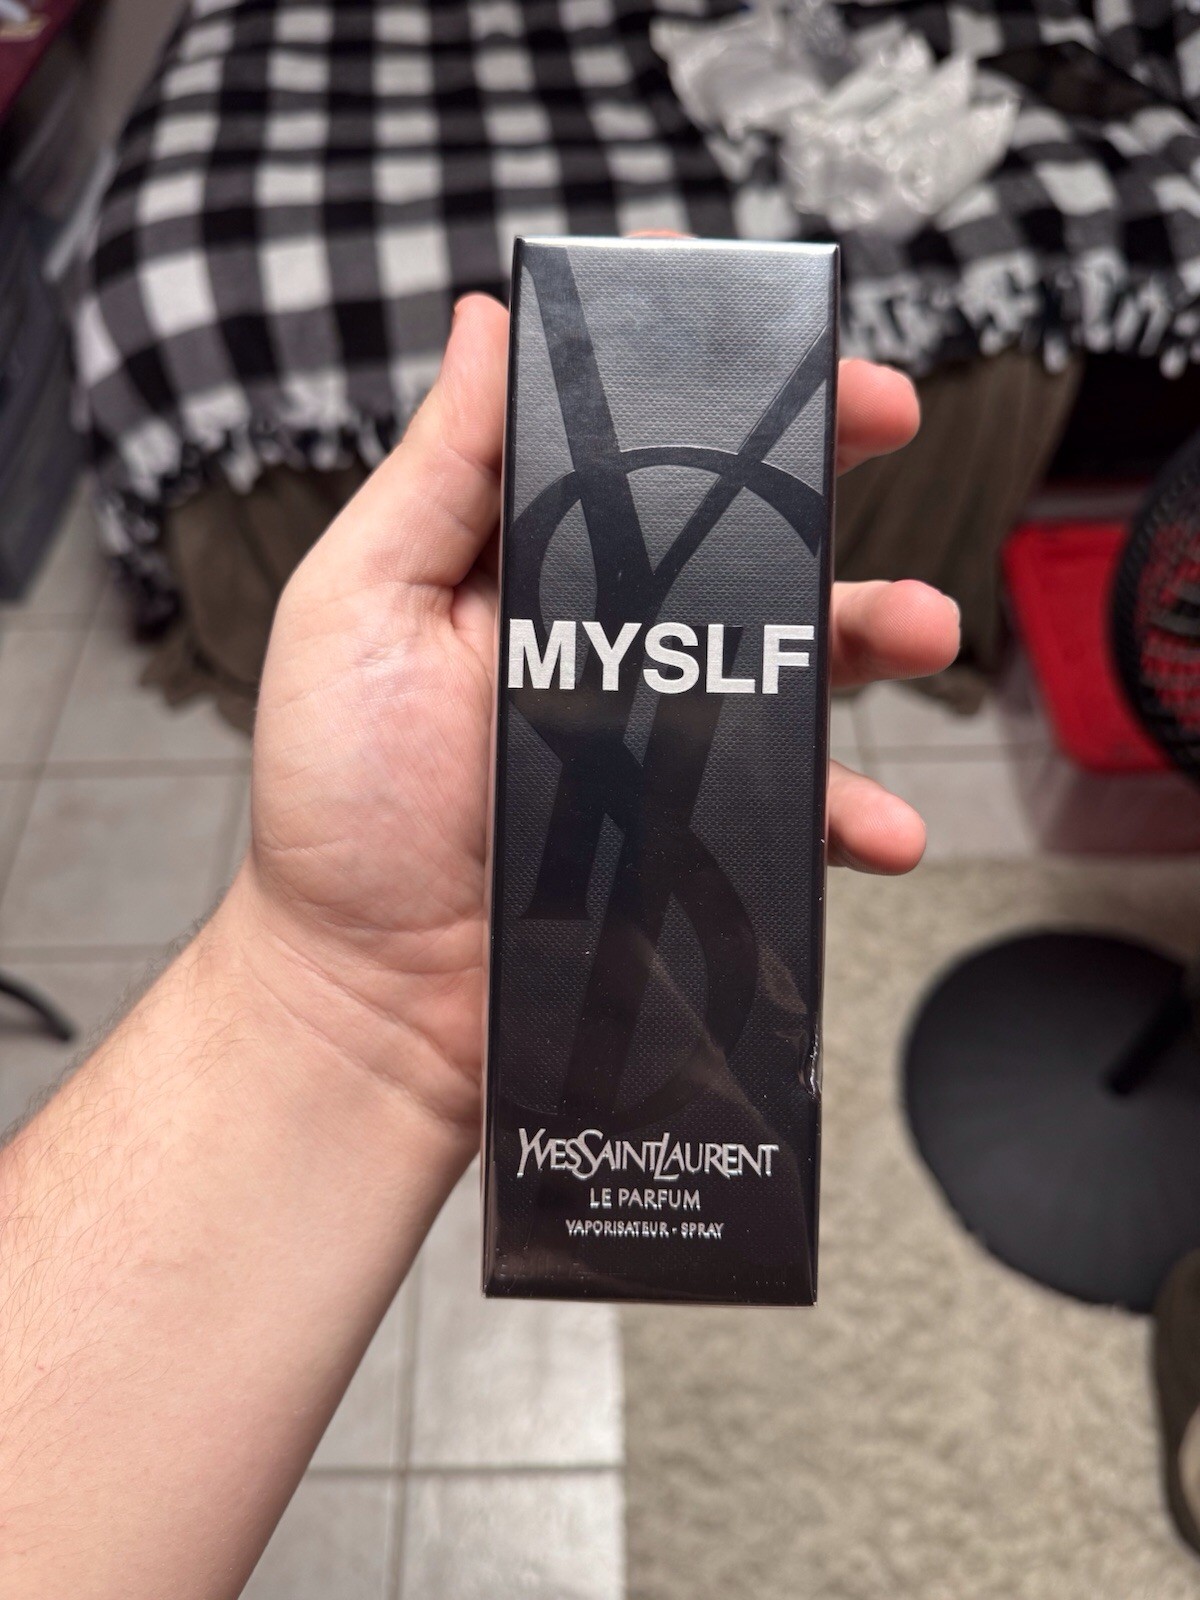 MYSLF
YVESSAINTLAURENT
LE PARFUM
VAPORISATEUR - SPRAY